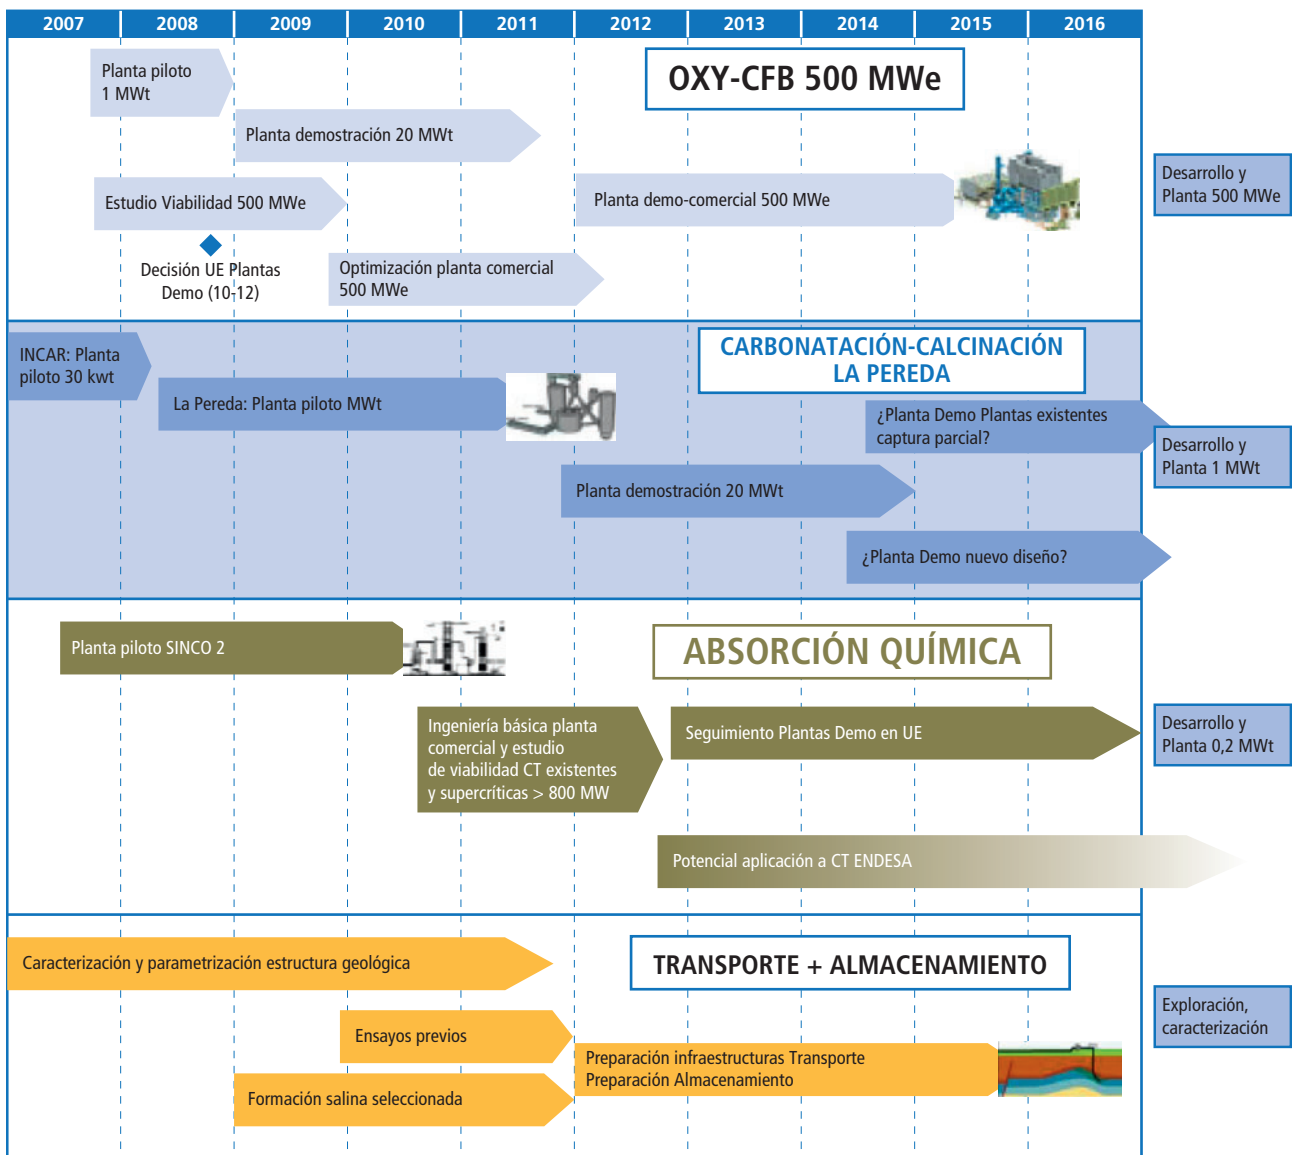 2007 2008 2009 2010 2011 2012 2013 2014 2015 2016
OXY-CFB 500 MWe
Planta piloto
1 MWt
Planta demostración 20 MWt
Estudio Viabilidad 500 MWe
Planta demo-comercial 500 MWe
Desarrollo y
Planta 500 MWe
Decisión UE Plantas
Demo (10-12)
Optimización planta comercial
500 MWe
CARBONATACIÓN-CALCINACIÓN
LA PEREDA
INCAR: Planta
piloto 30 kwt
La Pereda: Planta piloto MWt
¿Planta Demo Plantas existentes
captura parcial?
Desarrollo y
Planta 1 MWt
Planta demostración 20 MWt
¿Planta Demo nuevo diseño?
Planta piloto SINCO 2
ABSORCIÓN QUÍMICA
Ingeniería básica planta
comercial y estudio
de viabilidad CT existentes
y supercríticas > 800 MW
Seguimiento Plantas Demo en UE
Desarrollo y
Planta 0,2 MWt
Potencial aplicación a CT ENDESA
Caracterización y parametrización estructura geológica
TRANSPORTE + ALMACENAMIENTO
Ensayos previos
Exploración,
caracterización
Preparación infraestructuras Transporte
Preparación Almacenamiento
Formación salina seleccionada